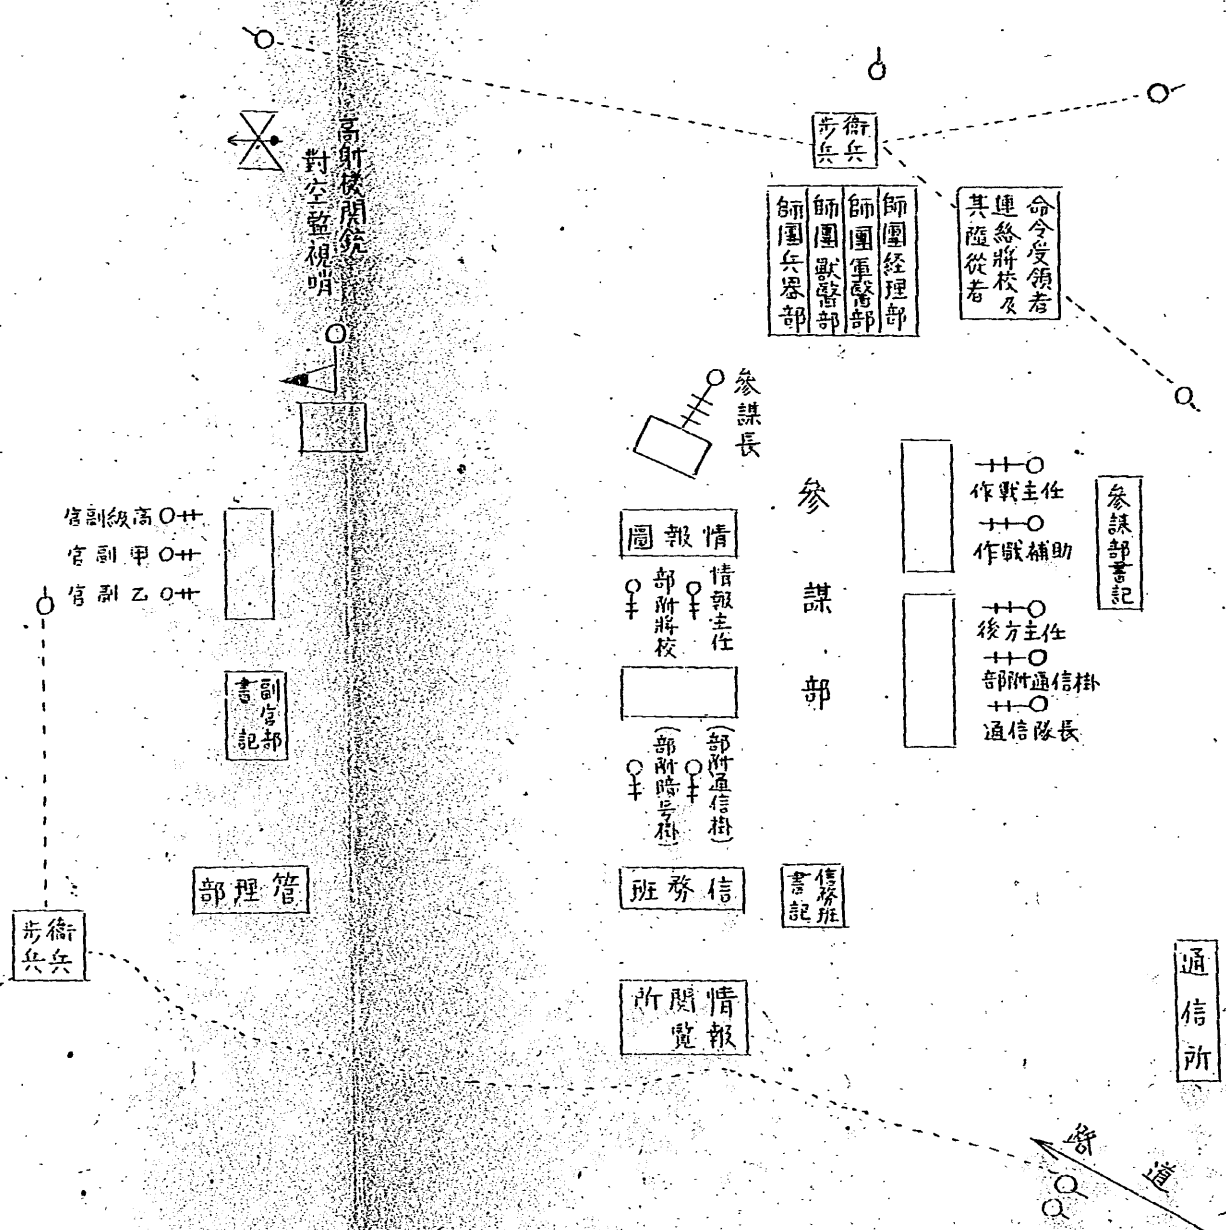 衛兵
步兵
師團経理部
師團軍醫部
師團獸醫部
師團兵器部
命令受領者
連絡將校及
其隨從者
高射機関銃
對空監視哨
參謀長
參謀部
作戰主任
作戰補助
後方主任
部附通信掛
通信隊長
參謀部書記
情報圖
情報主任
部附將校
(部附通信掛)
(部附暗号掛)
信務班
信務班
書記
情報
閲覧
所
高級副官
甲副官
乙副官
副官部
書記
管理部
衛兵
步兵
通信所
道